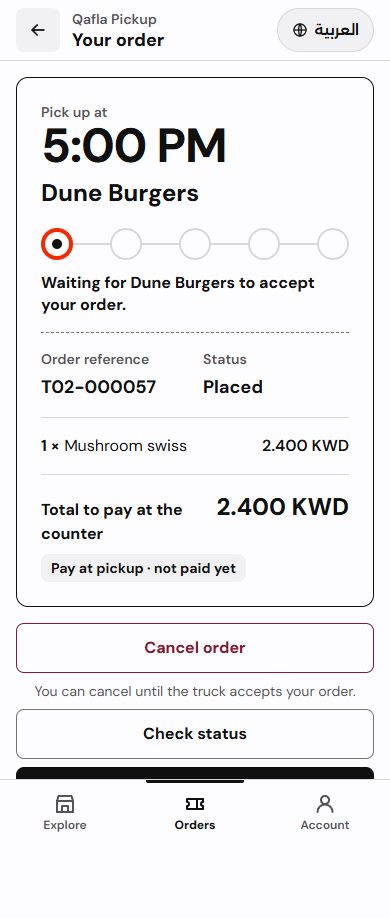 Qafla Pickup
Your order
العربية
Pick up at
5:00 PM
Dune Burgers
Waiting for Dune Burgers to accept
your order.
Order reference
Status
T02-000057
Placed
1 × Mushroom swiss
2.400 KWD
Total to pay at the
counter
2.400 KWD
Pay at pickup · not paid yet
Cancel order
You can cancel until the truck accepts your order.
Check status
Explore
Orders
Account